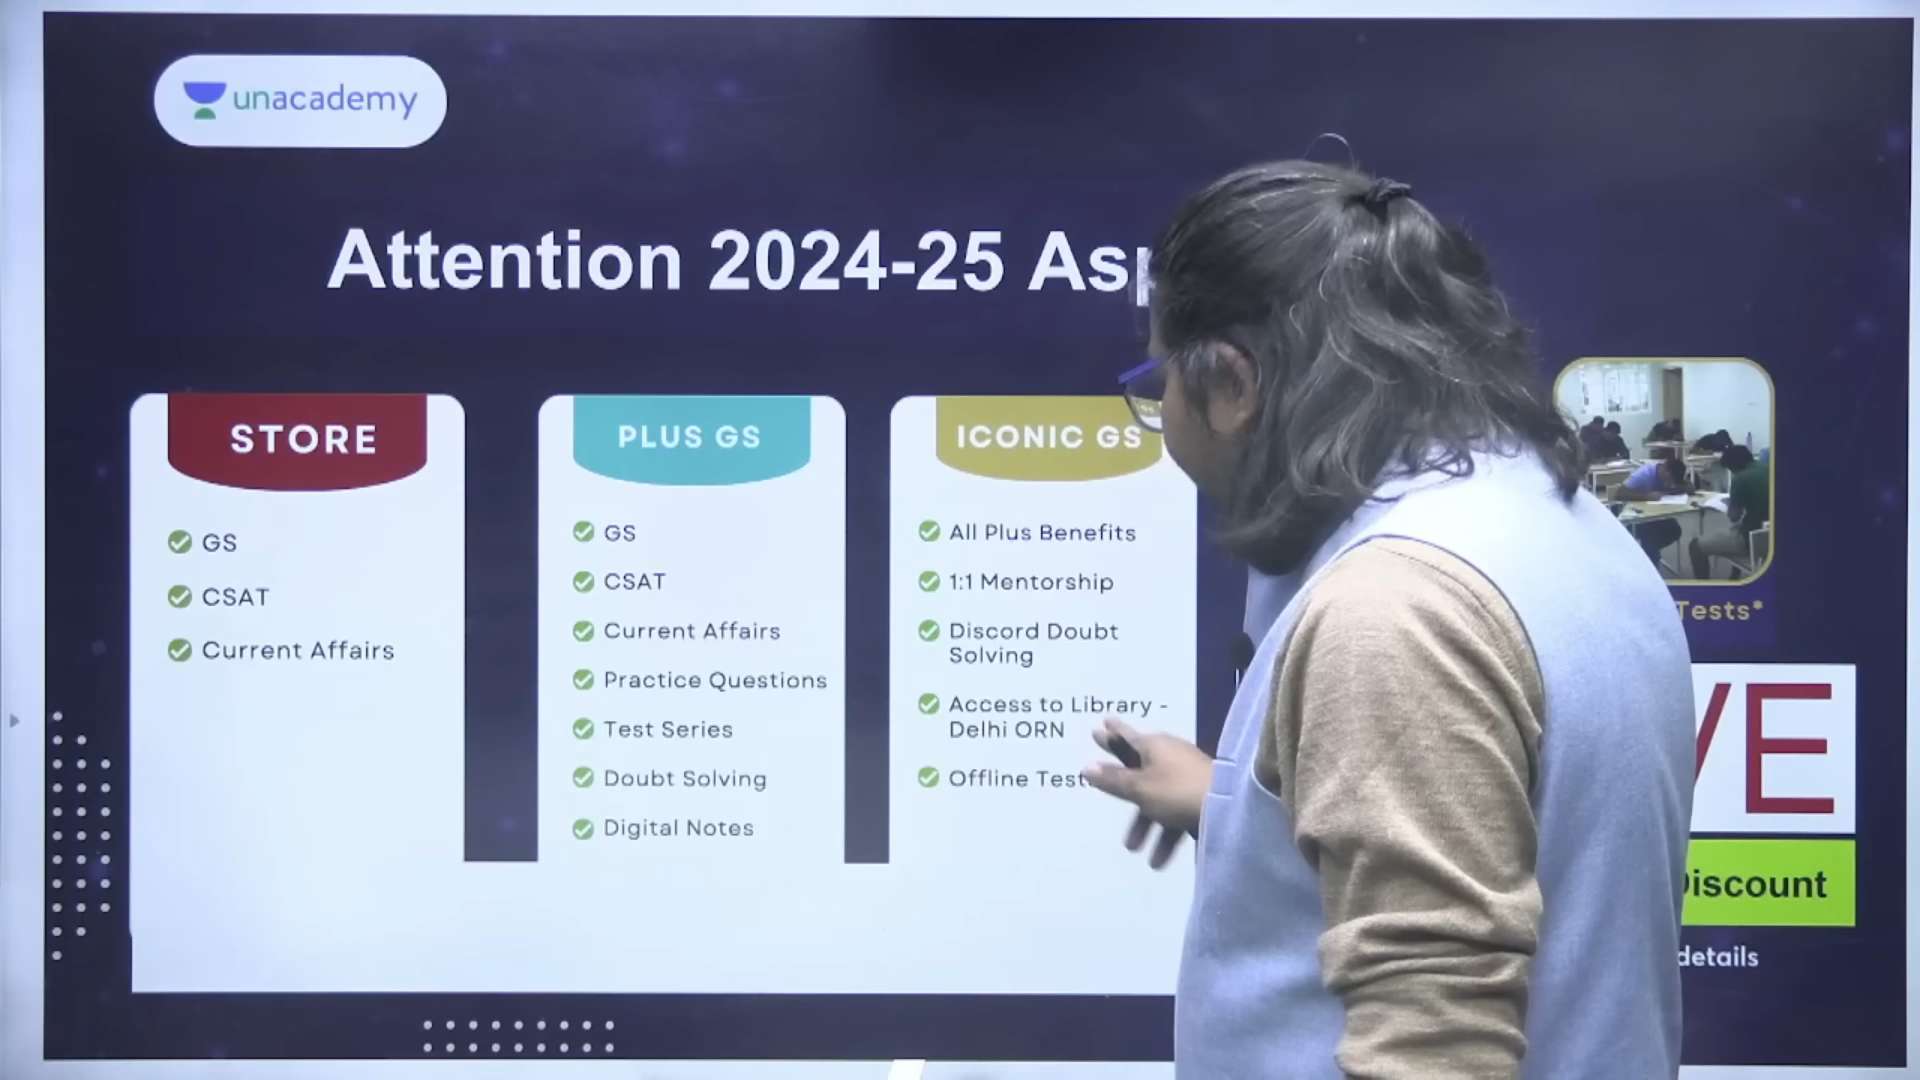 unacademy
Attention 2024-25
STORE
GS
CSAT
Current Affairs
PLUS GS
GS
CSAT
Current Affairs
Practice Questions
Test Series
Doubt Solving
Digital Notes
ICONIC GS
All Plus Benefits
1:1 Mentorship
Discord Doubt
Solving
Access to Library -
Delhi ORN
Offline Test
Tests*
VE
Discount
details